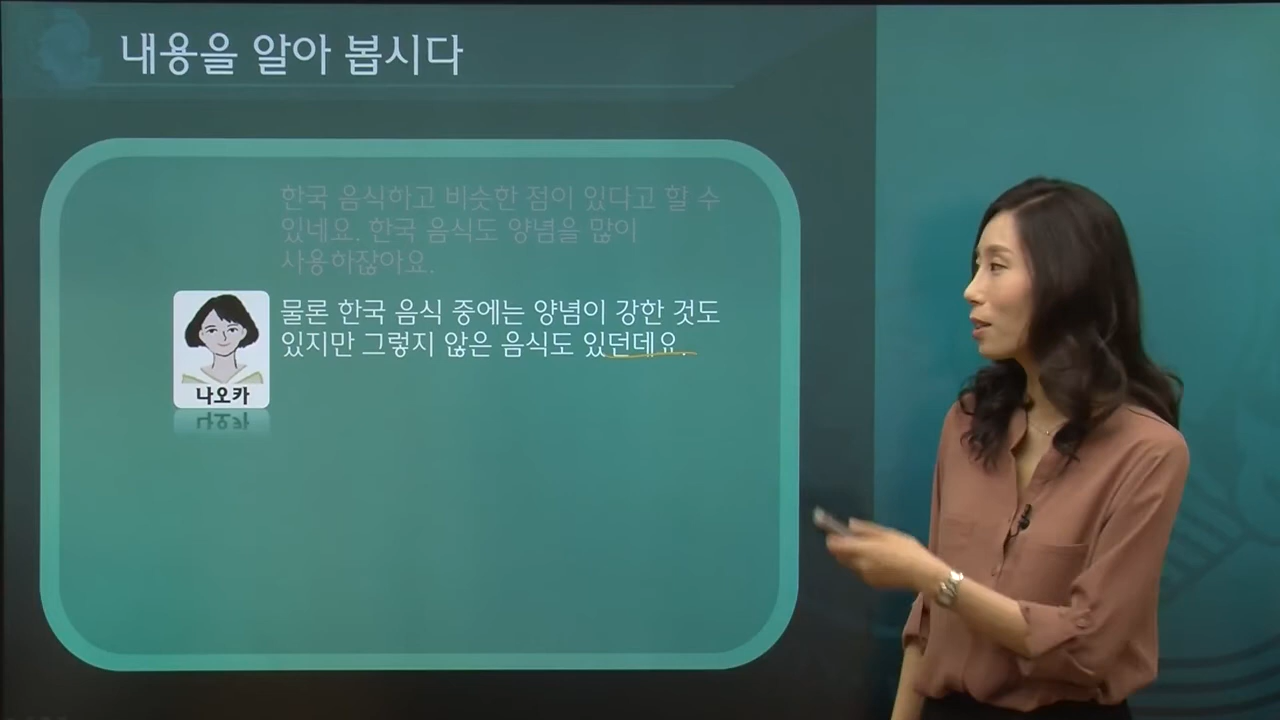 내용을 알아 봅시다
한국 음식하고 비슷한 점이 있다고 할 수
있네요. 한국 음식도 양념을 많이
사용하잖아요.
물론 한국 음식 중에는 양념이 강한 것도
있지만 그렇지 않은 음식도 있던데요.
나오카